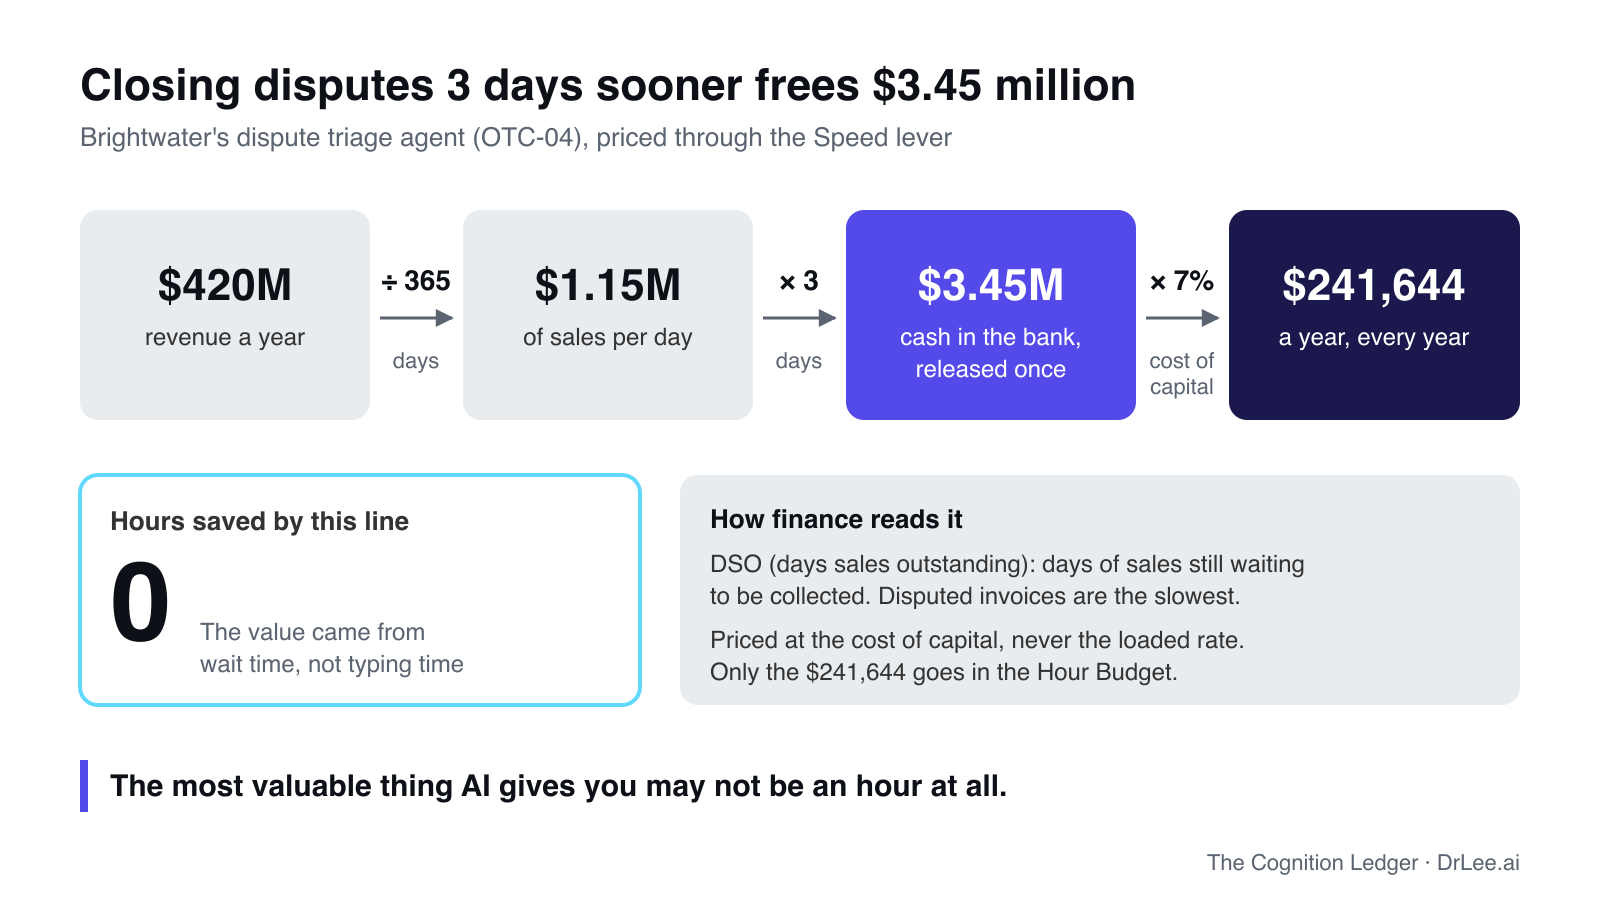 Closing disputes 3 days sooner frees $3.45 million
Brightwater's dispute triage agent (OTC-04), priced through the Speed lever
$420M
revenue a year
÷ 365
days
$1.15M
of sales per day
× 3
days
$3.45M
cash in the bank,
released once
× 7%
cost of
capital
$241,644
a year, every year
Hours saved by this line
0
The value came from
wait time, not typing time
How finance reads it
DSO (days sales outstanding): days of sales still waiting
to be collected. Disputed invoices are the slowest.
Priced at the cost of capital, never the loaded rate.
Only the $241,644 goes in the Hour Budget.
The most valuable thing AI gives you may not be an hour at all.
The Cognition Ledger · DrLee.ai